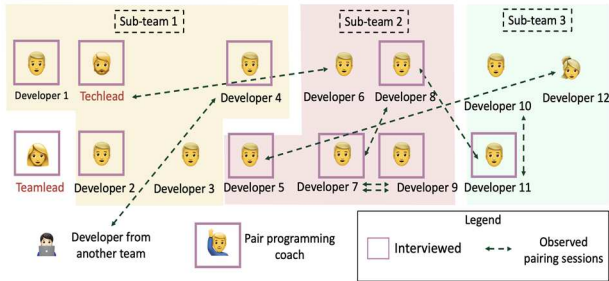 Sub-team 1
Sub-team 2
Sub-team 3
Developer 1
Techlead
Developer 4
Developer 6
Developer 8
Developer 10
Developer 12
Teamlead
Developer 2
Developer 3
Developer 5
Developer 7
Developer 9
Developer 11
Developer from
another team
Pair programming
coach
Legend
Interviewed
Observed
pairing sessions